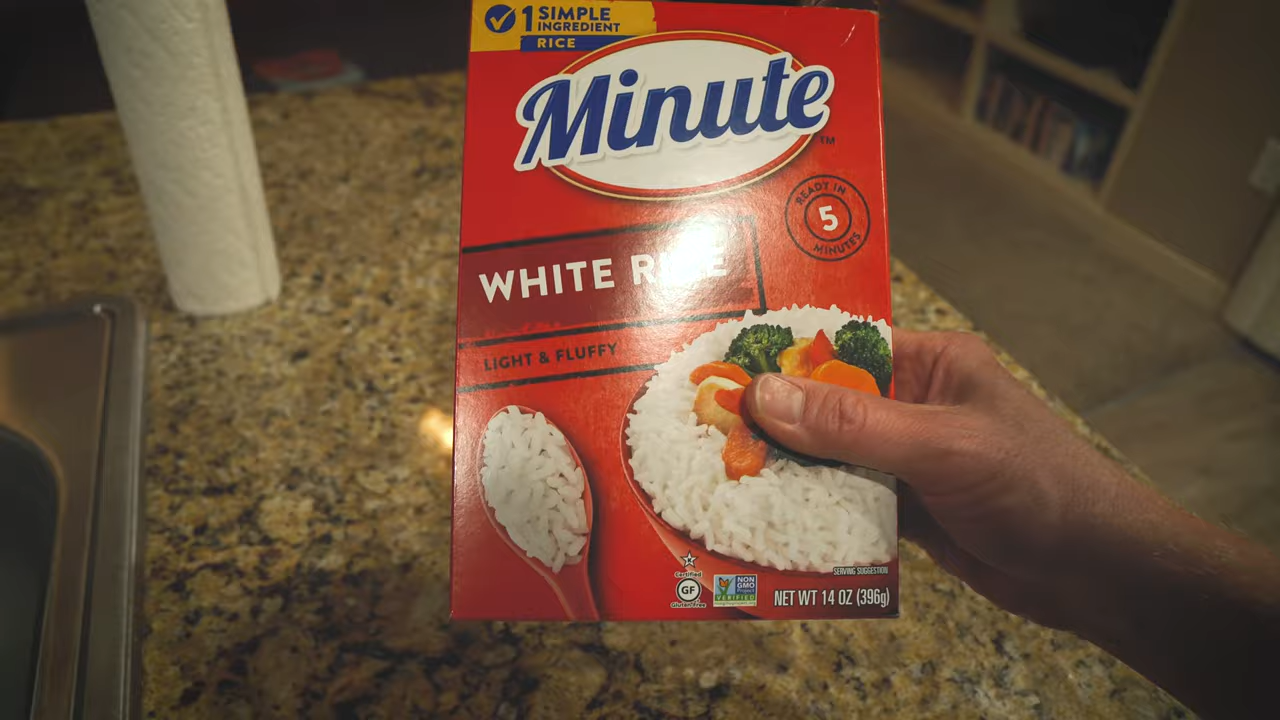 1 SIMPLE
INGREDIENT
RICE
Minute
TM
READY IN
5
MINUTES
WHITE RICE
LIGHT & FLUFFY
SERVING SUGGESTION
Certified
GF
Gluten-Free
NON
GMO
Project
VERIFIED
NET WT 14 OZ (396g)